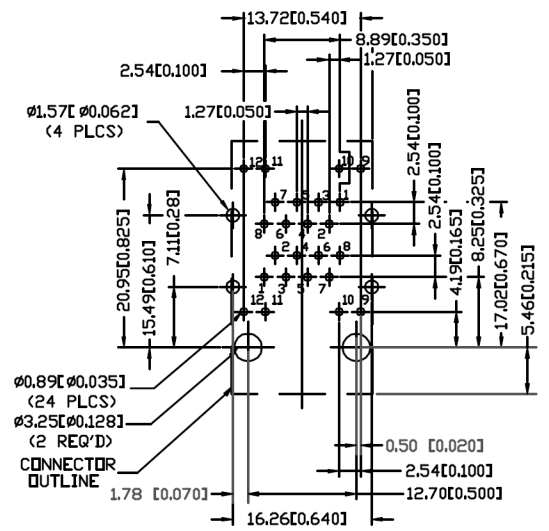 13.72[0.540]
8.89[0.350]
2.54[0.100]
1.27[0.050]
Ø1.57[Ø0.062]
(4 PLCS)
1.27[0.050]
12 11 10 9
7 5 3 1
8 6 4 2
2 4 6 8
1 3 5 7
12 11 10 9
20.95[0.825]
15.49[0.610]
7.11[0.28]
2.54[0.100]
2.54[0.100]
4.19[0.165]
8.25[0.325]
17.02[0.670]
5.46[0.215]
Ø0.89[Ø0.035]
(24 PLCS)
Ø3.25[Ø0.128]
(2 REQ'D)
CONNECTOR
OUTLINE
0.50 [0.020]
2.54[0.100]
1.78 [0.070]
12.70[0.500]
16.26[0.640]